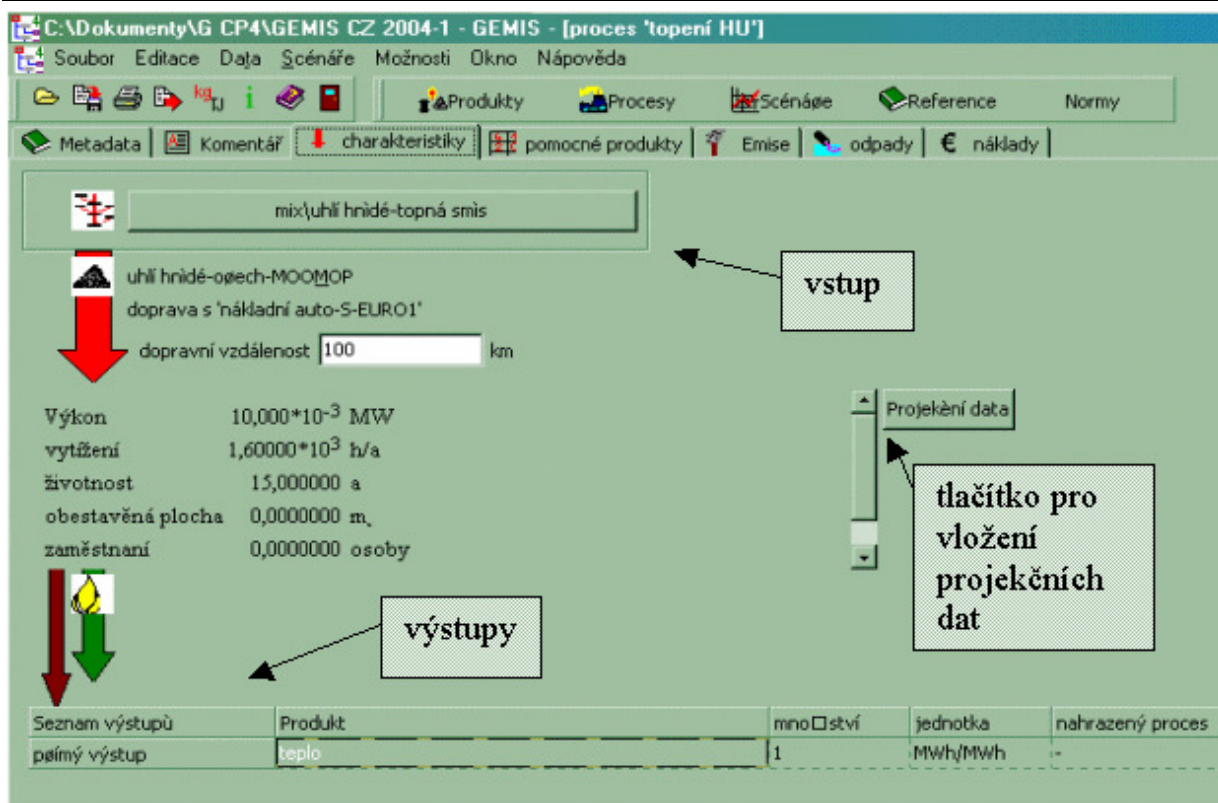 C:\Dokumenty\G CP4\GEMIS CZ 2004-1 - GEMIS - [proces 'topení HU']
Soubor Editace Data Scénáře Možnosti Okno Nápověda
kg TJ i Produkty Procesy Scénáøe Reference Normy
Metadata Komentář charakteristiky pomocné produkty Emise odpady € náklady
mix\uhlí hnìdé-topná smìs
vstup
uhlí hnìdé-oøech-MOOMOP
doprava s 'nákladní auto-S-EURO1'
dopravní vzdálenost 100 km
Projekèní data
Výkon 10,000*10-3 MW
vytížení 1,60000*103 h/a
životnost 15,000000 a
obestavěná plocha 0,0000000 m˛
zaměstnaní 0,0000000 osoby
tlačítko pro
vložení
projekčních
dat
výstupy
Seznam výstupù Produkt mno□ství jednotka nahrazený proces
pøímý výstup teplo 1 MWh/MWh -